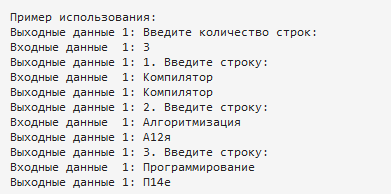 Пример использования:
Выходные данные 1: Введите количество строк:
Входные данные  1: 3
Выходные данные 1: 1. Введите строку:
Входные данные  1: Компилятор
Выходные данные 1: Компилятор
Выходные данные 1: 2. Введите строку:
Входные данные  1: Алгоритмизация
Выходные данные 1: А12я
Выходные данные 1: 3. Введите строку:
Входные данные  1: Программирование
Выходные данные 1: П14е